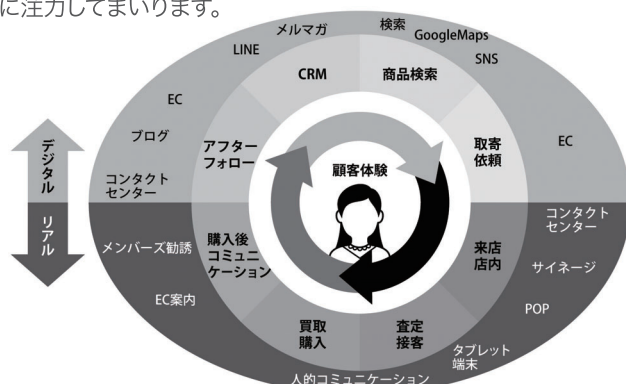 に注力してまいります。
メルマガ
検索
GoogleMaps
LINE
SNS
CRM
商品検索
EC
ブログ
アフター
フォロー
取寄
依頼
EC
デジタル
コンタクト
センター
顧客体験
リアル
メンバーズ勧誘
購入後
コミュニ
ケーション
来店
店内
コンタクト
センター
サイネージ
EC案内
POP
買取
購入
査定
接客
タブレット
端末
人的コミュニケーション